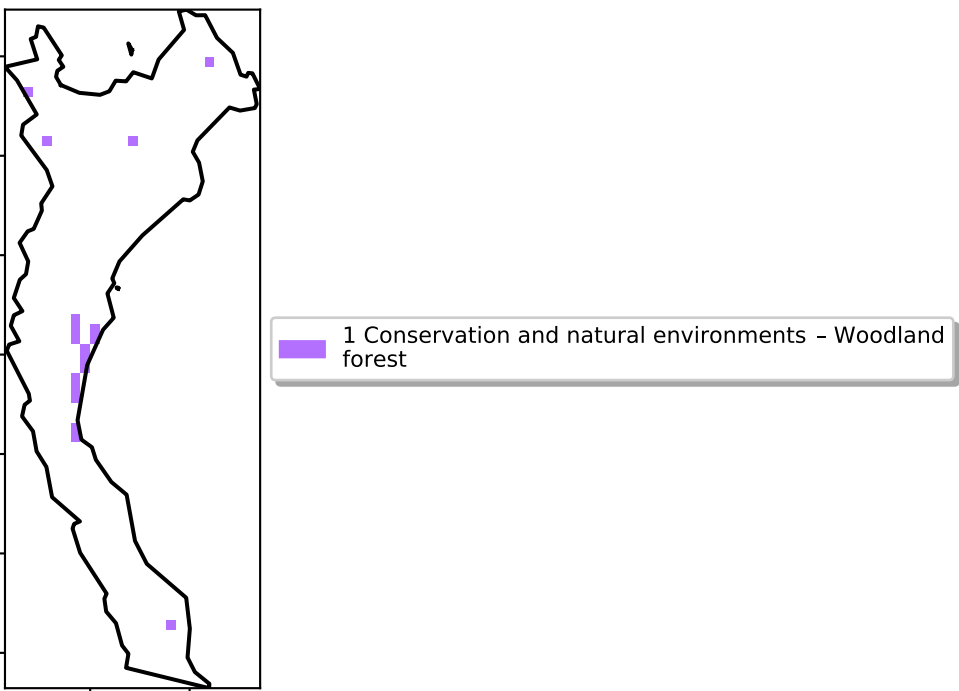 1 Conservation and natural environments – Woodland
forest